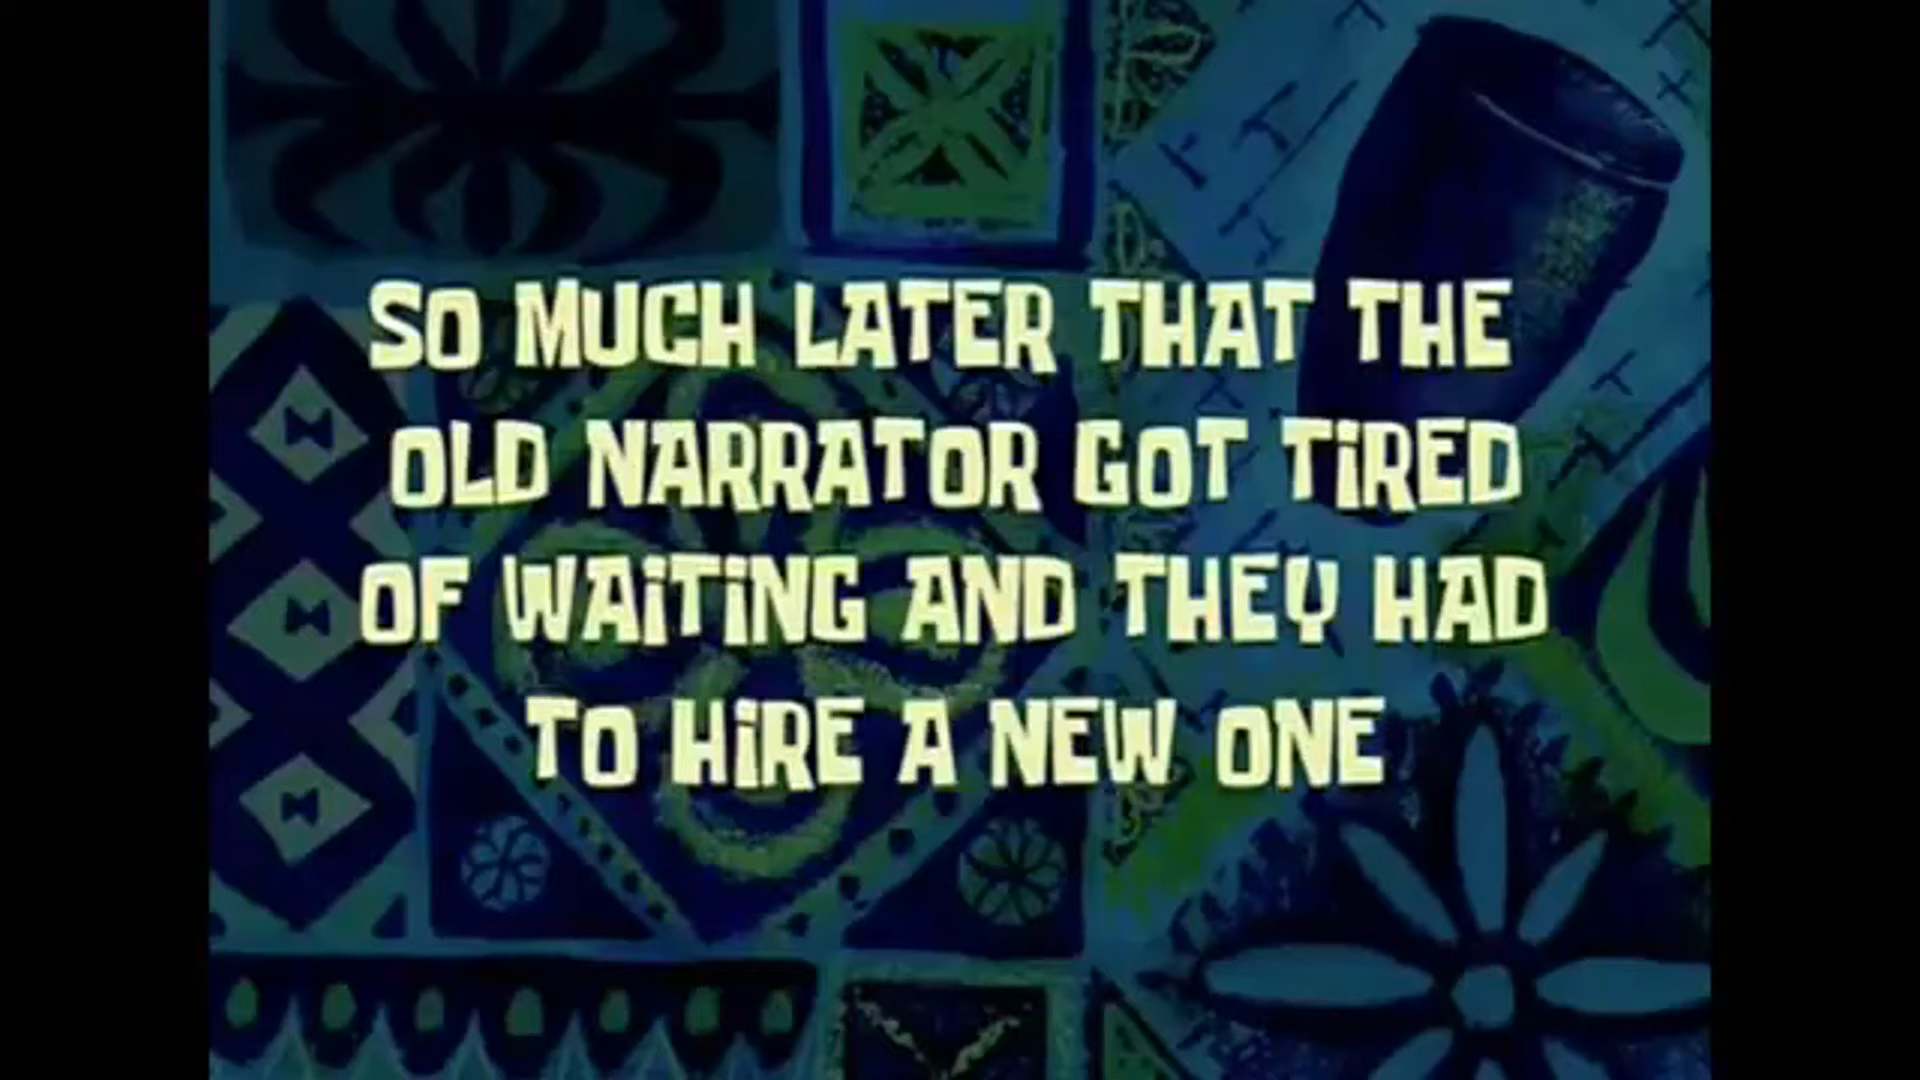 SO MUCH LATER THAT THE
OLD NARRATOR GOT TiRED
OF WAiTiNG AND THEY HAD
TO HiRE A NEW ONE